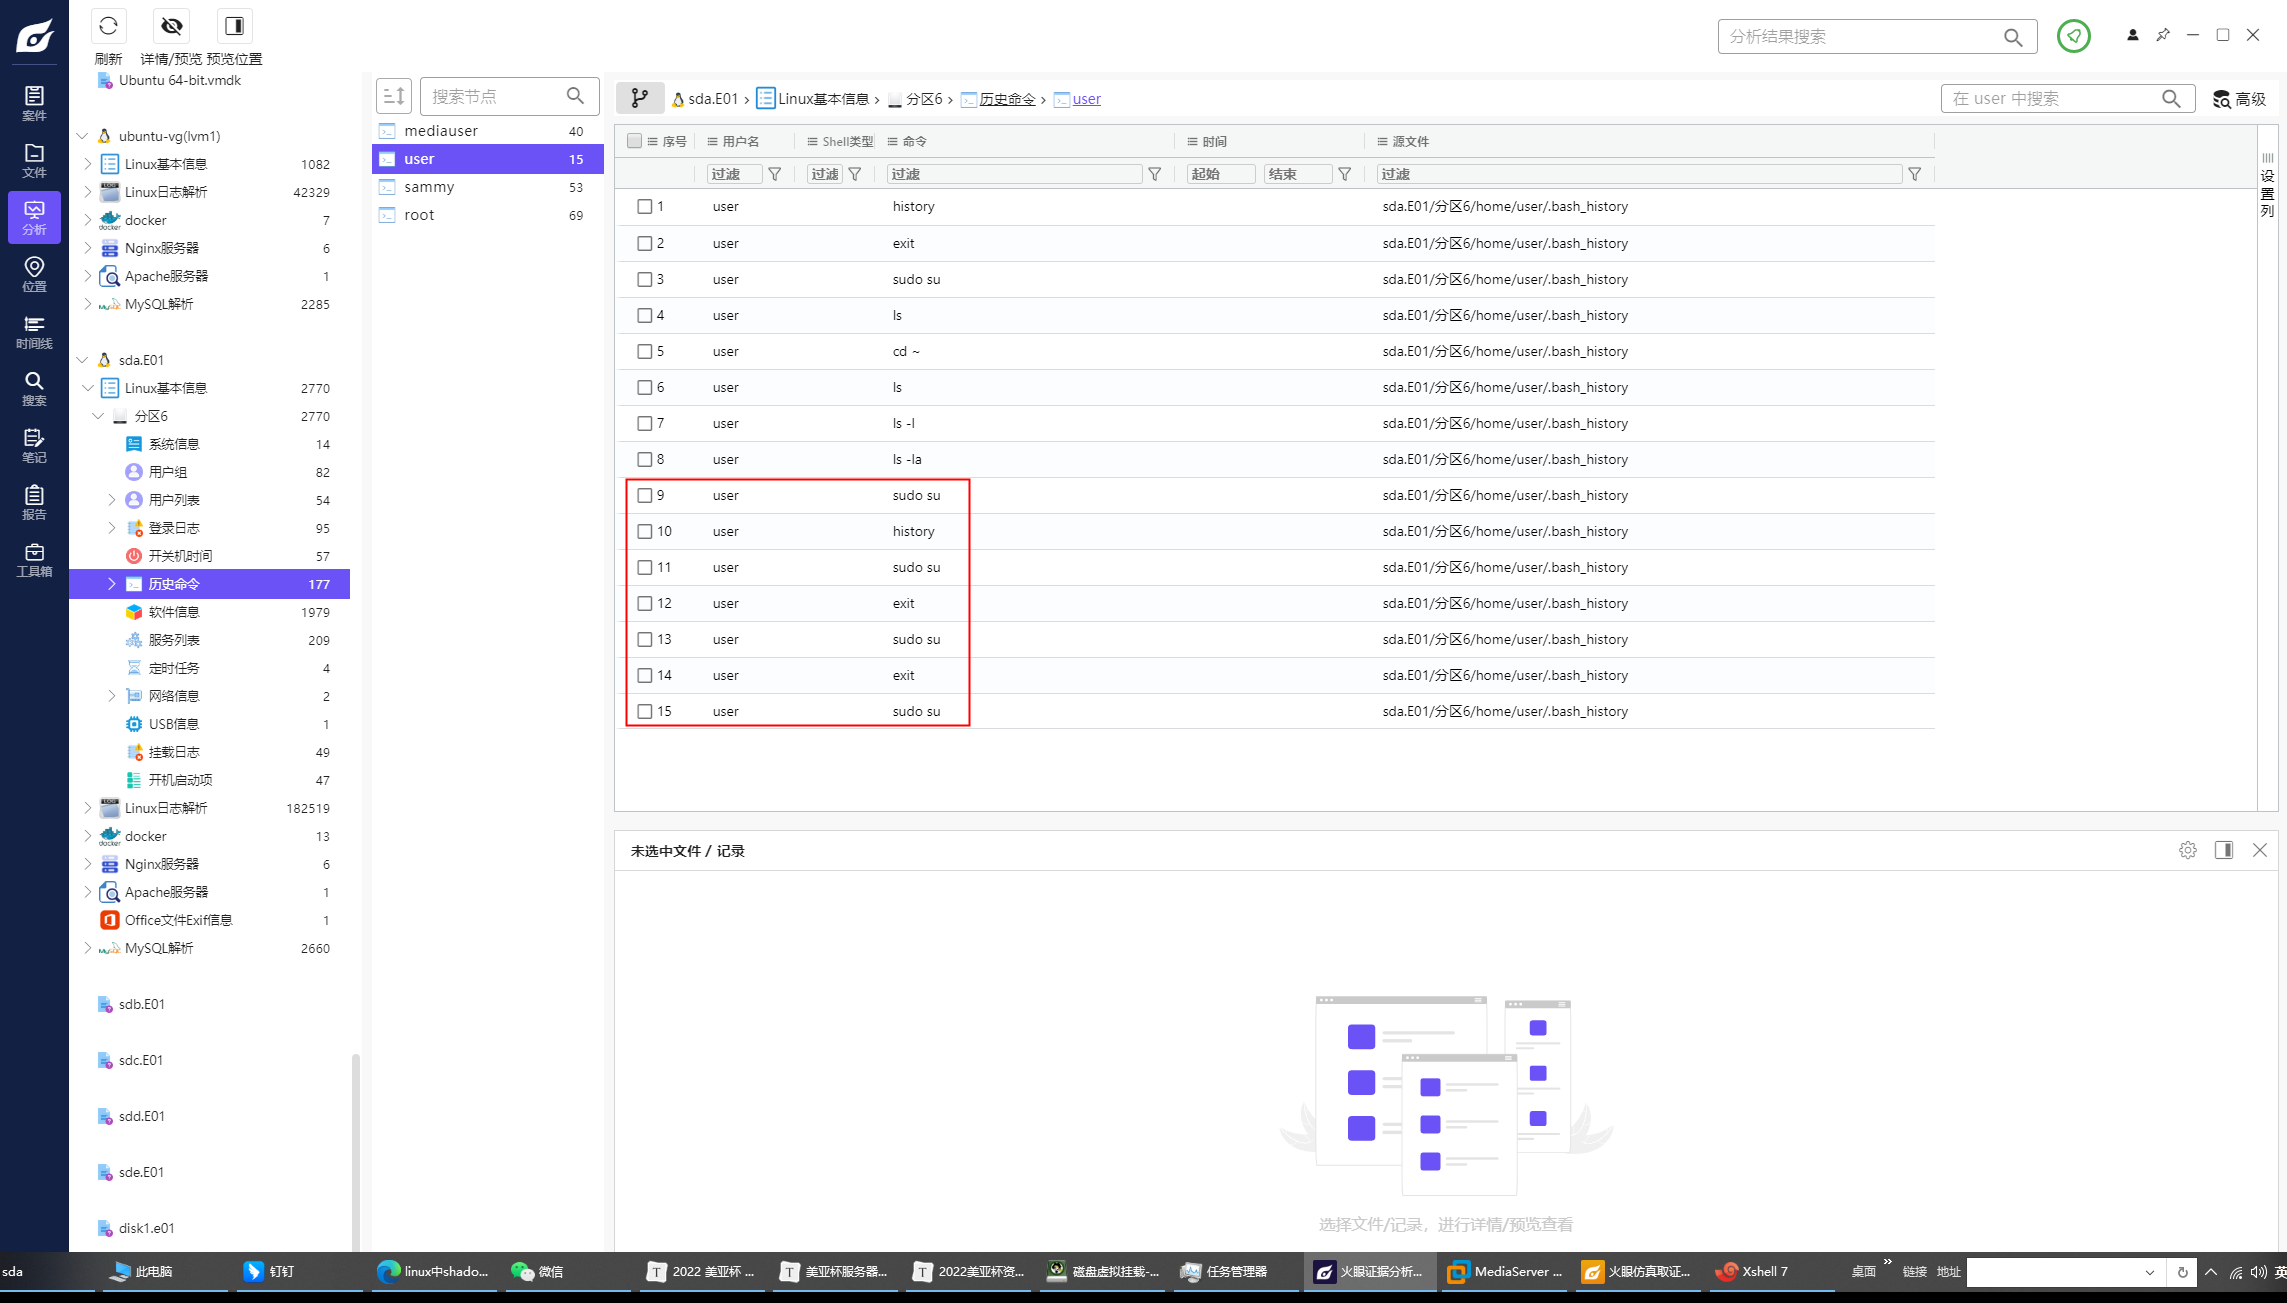 刷新 详情/预览 预览位置
分析结果搜索
案件
文件
分析
位置
时间线
搜索
笔记
报告
工具箱
Ubuntu 64-bit.vmdk
ubuntu-vg(lvm1)
Linux基本信息 1082
Linux日志解析 42329
docker 7
Nginx服务器 6
Apache服务器 1
MySQL解析 2285
sda.E01
Linux基本信息 2770
分区6 2770
系统信息 14
用户组 82
用户列表 54
登录日志 95
开关机时间 57
历史命令 177
软件信息 1979
服务列表 209
定时任务 4
网络信息 2
USB信息 1
挂载日志 49
开机启动项 47
Linux日志解析 182519
docker 13
Nginx服务器 6
Apache服务器 1
Office文件Exif信息 1
MySQL解析 2660
sdb.E01
sdc.E01
sdd.E01
sde.E01
disk1.e01
搜索节点
mediauser 40
user 15
sammy 53
root 69
sda.E01 › Linux基本信息 › 分区6 › 历史命令 › user
在 user 中搜索 高级
序号 用户名 Shell类型 命令 时间 源文件
过滤 过滤 过滤 起始 结束 过滤
1 user history sda.E01/分区6/home/user/.bash_history
2 user exit sda.E01/分区6/home/user/.bash_history
3 user sudo su sda.E01/分区6/home/user/.bash_history
4 user ls sda.E01/分区6/home/user/.bash_history
5 user cd ~ sda.E01/分区6/home/user/.bash_history
6 user ls sda.E01/分区6/home/user/.bash_history
7 user ls -l sda.E01/分区6/home/user/.bash_history
8 user ls -la sda.E01/分区6/home/user/.bash_history
9 user sudo su sda.E01/分区6/home/user/.bash_history
10 user history sda.E01/分区6/home/user/.bash_history
11 user sudo su sda.E01/分区6/home/user/.bash_history
12 user exit sda.E01/分区6/home/user/.bash_history
13 user sudo su sda.E01/分区6/home/user/.bash_history
14 user exit sda.E01/分区6/home/user/.bash_history
15 user sudo su sda.E01/分区6/home/user/.bash_history
设置列
未选中文件 / 记录
选择文件/记录，进行详情/预览查看
sda 此电脑 钉钉 linux中shado... 微信 2022 美亚杯 ... 美亚杯服务器... 2022美亚杯资... 磁盘虚拟挂载-... 任务管理器 火眼证据分析... MediaServer ... 火眼仿真取证... Xshell 7 桌面 » 链接 地址 英